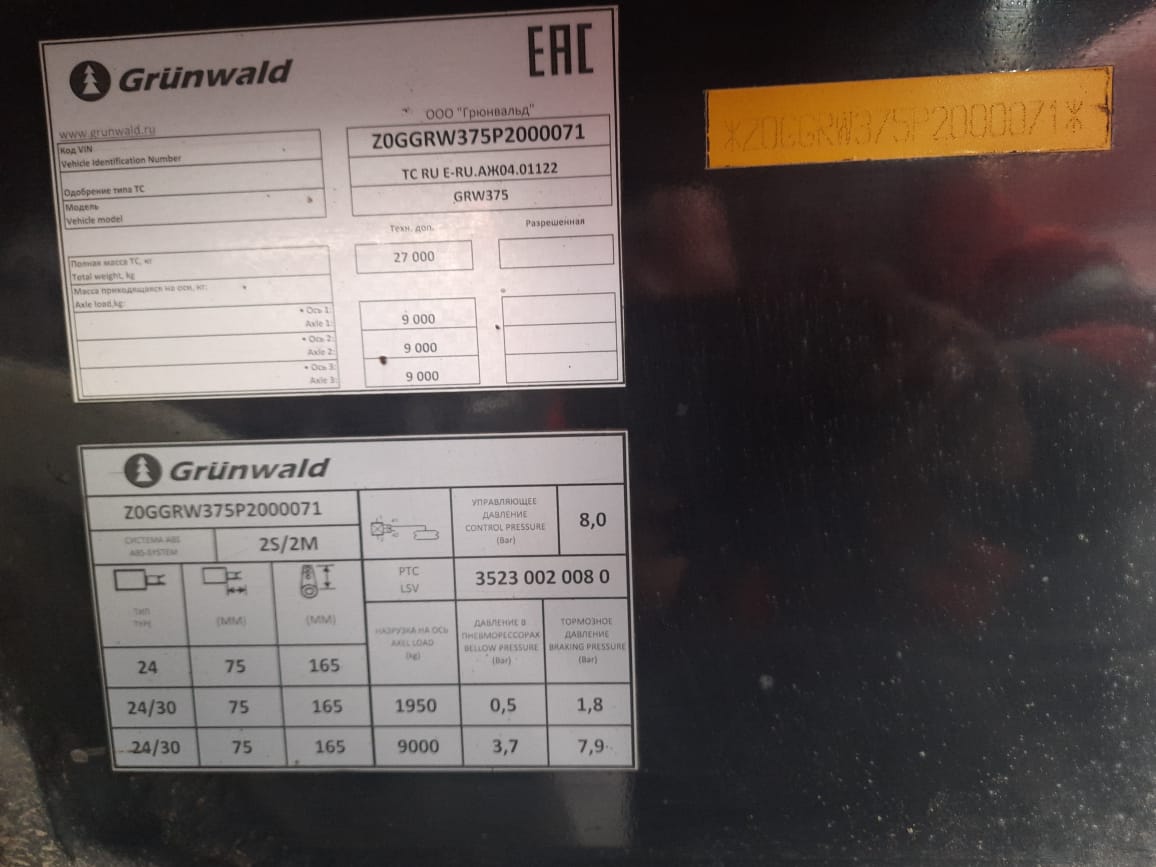 Grünwald
EAC
www.grunwald.ru
ООО "Грюнвальд"
Код VIN
Vehicle Identification Number
Z0GGRW375P2000071
Одобрение типа ТС
ТС RU E-RU.АЖ04.01122
Модель
Vehicle model
GRW375
Техн. доп.
Разрешенная
Полная масса ТС, кг
Total weight, kg
27 000
Масса приходящаяся на оси, кг:
Axle load,kg:
• Ось 1:
Axle 1:
9 000
• Ось 2:
Axle 2:
9 000
• Ось 3:
Axle 3:
9 000
Ж Z0GGRW375P2000071 Ж
Grünwald
Z0GGRW375P2000071
СИСТЕМА ABS
ABS-SYSTEM
2S/2M
УПРАВЛЯЮЩЕЕ
ДАВЛЕНИЕ
CONTROL PRESSURE
(Bar)
8,0
РТС
LSV
3523 002 008 0
ТИП
TYPE
(MM)
(MM)
НАГРУЗКА НА ОСЬ
AXEL LOAD
(kg)
ДАВЛЕНИЕ В
ПНЕВМОРЕССОРАХ
BELLOW PRESSURE
(Bar)
ТОРМОЗНОЕ
ДАВЛЕНИЕ
BRAKING PRESSURE
(Bar)
24 75 165
24/30 75 165 1950 0,5 1,8
24/30 75 165 9000 3,7 7,9